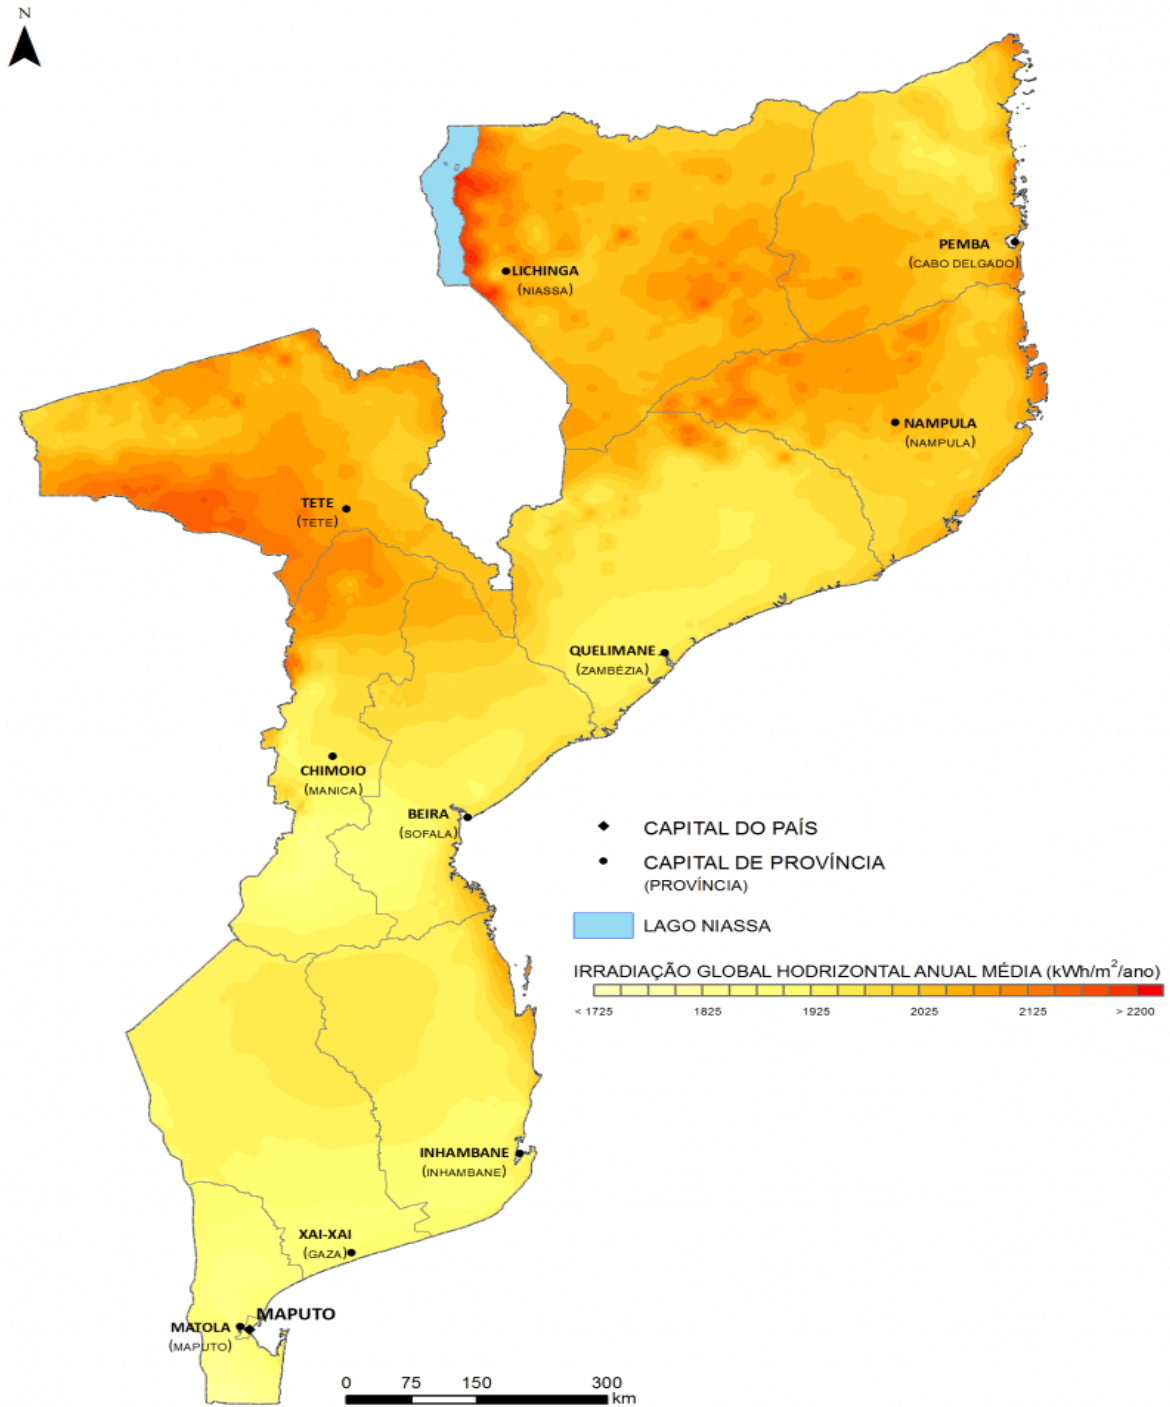 N
PEMBA
(CABO DELGADO)
LICHINGA
(NIASSA)
NAMPULA
(NAMPULA)
TETE
(TETE)
QUELIMANE
(ZAMBÉZIA)
CHIMOIO
(MANICA)
BEIRA
(SOFALA)
CAPITAL DO PAÍS
CAPITAL DE PROVÍNCIA
(PROVÍNCIA)
LAGO NIASSA
IRRADIAÇÃO GLOBAL HODRIZONTAL ANUAL MÉDIA (kWh/m²/ano)
< 1725 1825 1925 2025 2125 > 2200
INHAMBANE
(INHAMBANE)
XAI-XAI
(GAZA)
MAPUTO
MATOLA
(MAPUTO)
0 75 150 300
km